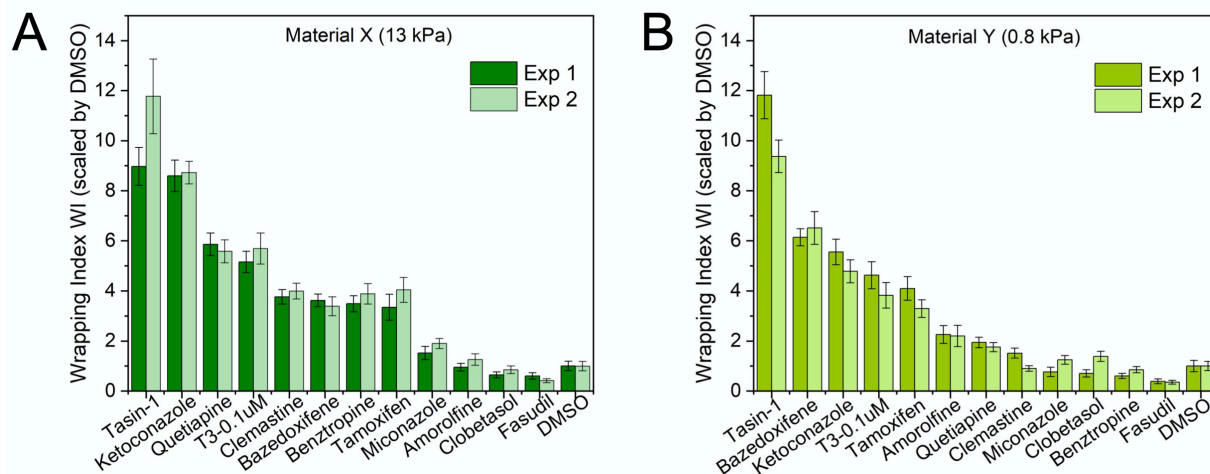 A
Material X (13 kPa)
Exp 1
Exp 2
Wrapping Index WI (scaled by DMSO)
14
12
10
8
6
4
2
0
Tasin-1
Ketoconazole
Quetiapine
T3-0.1uM
Clemastine
Bazedoxifene
Benztropine
Tamoxifen
Miconazole
Amorolfine
Clobetasol
Fasudil
DMSO
B
Material Y (0.8 kPa)
Exp 1
Exp 2
Wrapping Index WI (scaled by DMSO)
14
12
10
8
6
4
2
0
Tasin-1
Bazedoxifene
Ketoconazole
T3-0.1uM
Tamoxifen
Amorolfine
Quetiapine
Clemastine
Miconazole
Clobetasol
Benztropine
Fasudil
DMSO